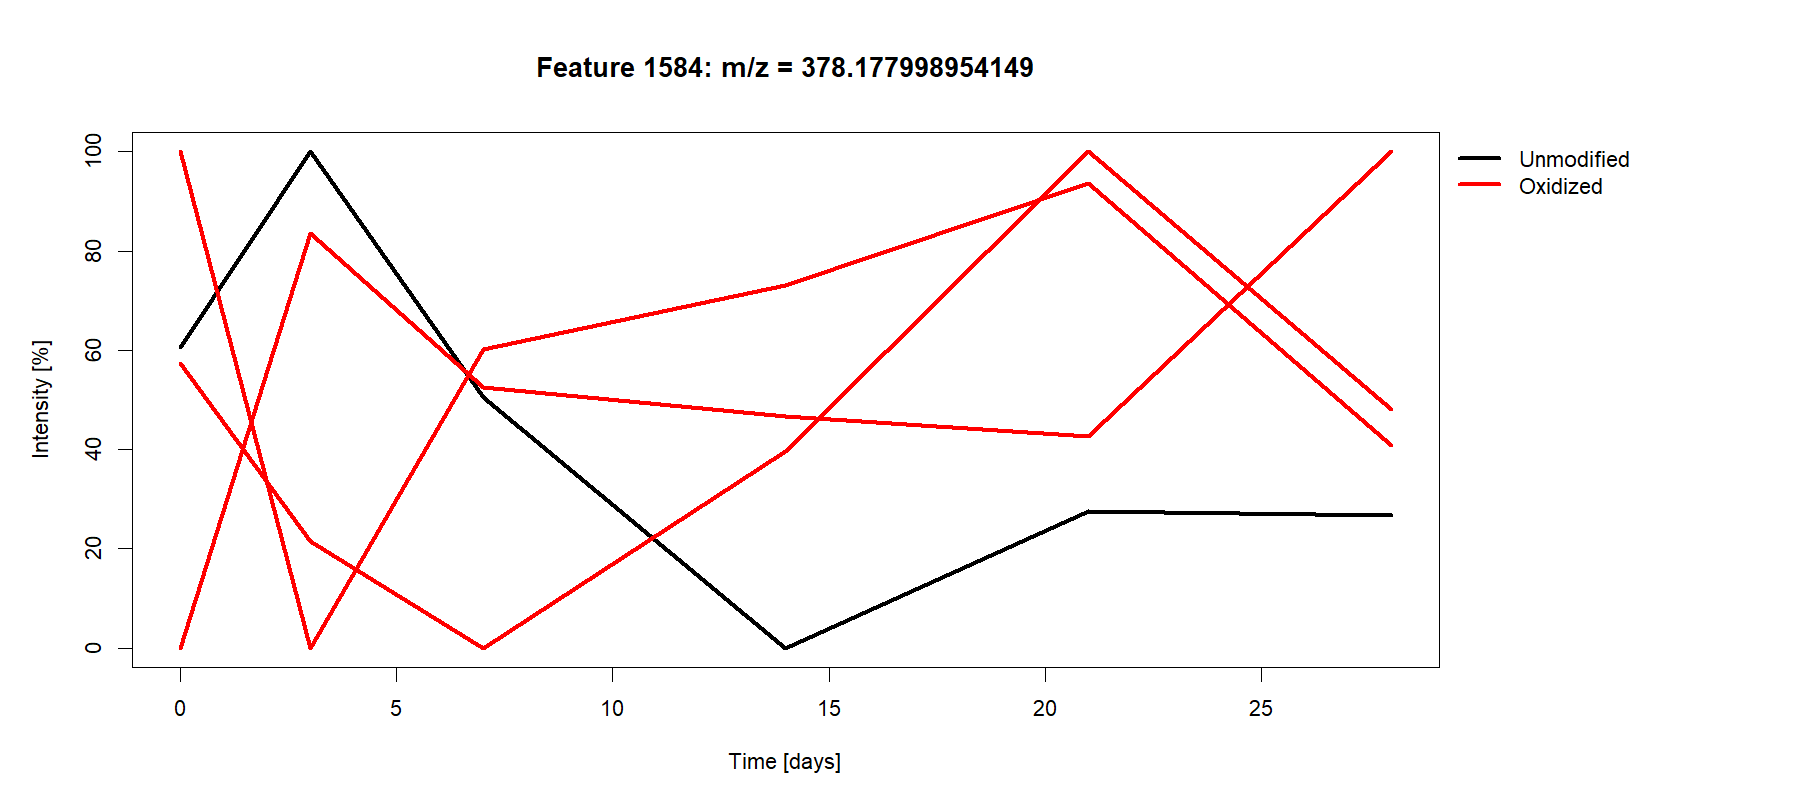 Feature 1584: m/z = 378.177998954149
Unmodified
Oxidized
Intensity [%]
100
80
60
40
20
0
0 5 10 15 20 25
Time [days]